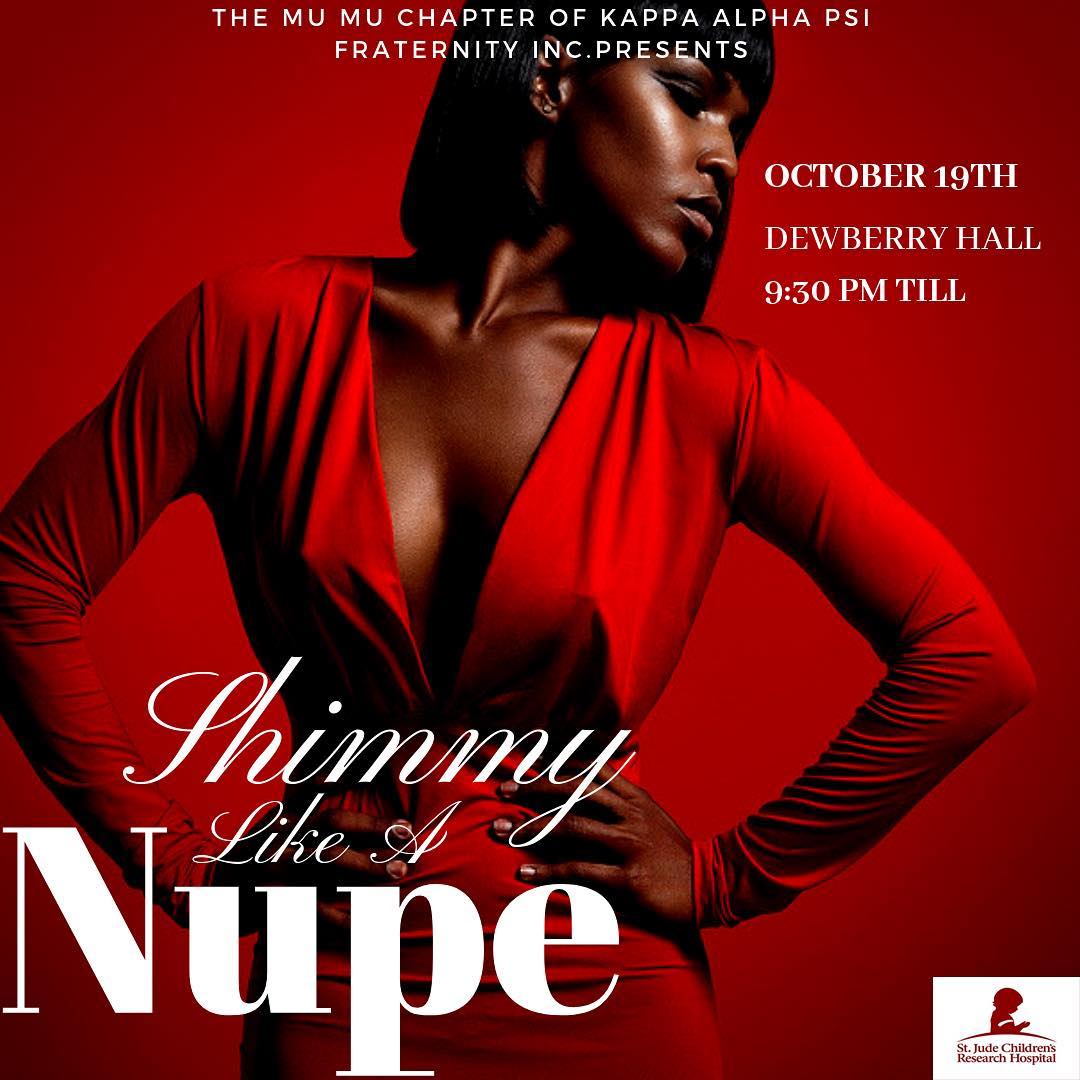 THE MU MU CHAPTER OF KAPPA ALPHA PSI
FRATERNITY INC.PRESENTS
OCTOBER 19TH
DEWBERRY HALL
9:30 PM TILL
Shimmy
Like A
Nupe
St. Jude Children's
Research Hospital